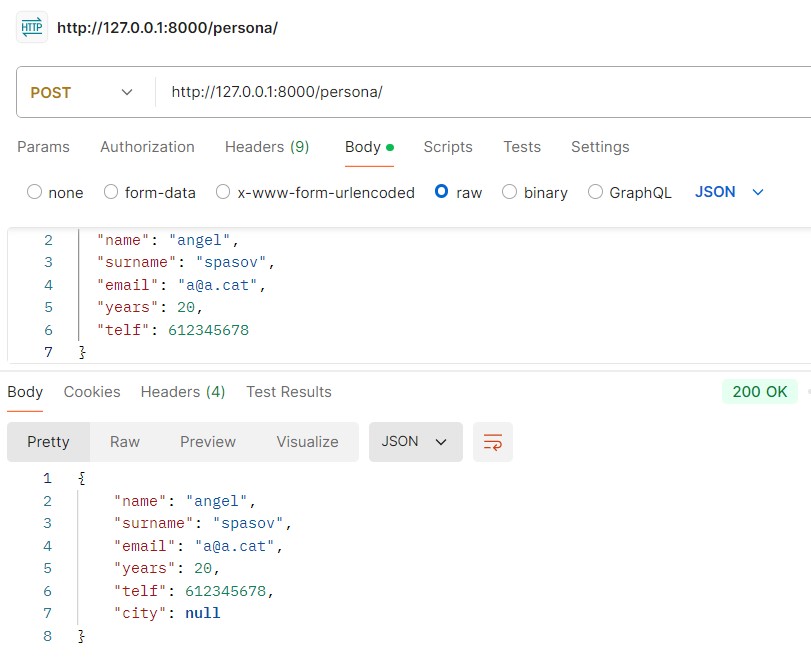 HTTP http://127.0.0.1:8000/persona/
POST http://127.0.0.1:8000/persona/
Params Authorization Headers (9) Body Scripts Tests Settings
none form-data x-www-form-urlencoded raw binary GraphQL JSON
2 "name": "angel",
3 "surname": "spasov",
4 "email": "a@a.cat",
5 "years": 20,
6 "telf": 612345678
7 }
Body Cookies Headers (4) Test Results 200 OK
Pretty Raw Preview Visualize JSON
1 {
2 "name": "angel",
3 "surname": "spasov",
4 "email": "a@a.cat",
5 "years": 20,
6 "telf": 612345678,
7 "city": null
8 }